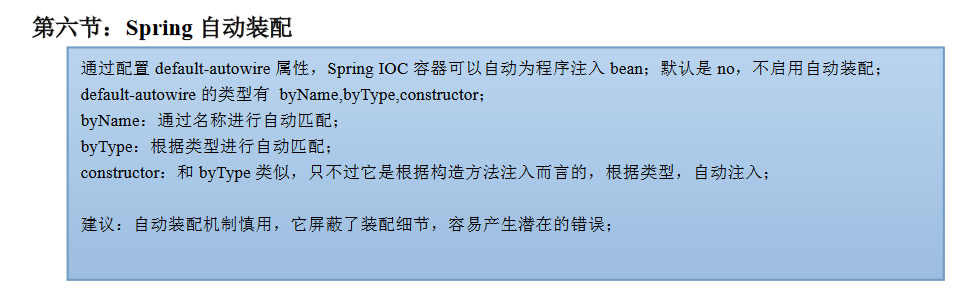 第六节：Spring 自动装配
通过配置 default-autowire 属性，Spring IOC 容器可以自动为程序注入 bean；默认是 no，不启用自动装配；
default-autowire 的类型有 byName,byType,constructor；
byName：通过名称进行自动匹配；
byType：根据类型进行自动匹配；
constructor：和 byType 类似，只不过它是根据构造方法注入而言的，根据类型，自动注入；
建议：自动装配机制慎用，它屏蔽了装配细节，容易产生潜在的错误；